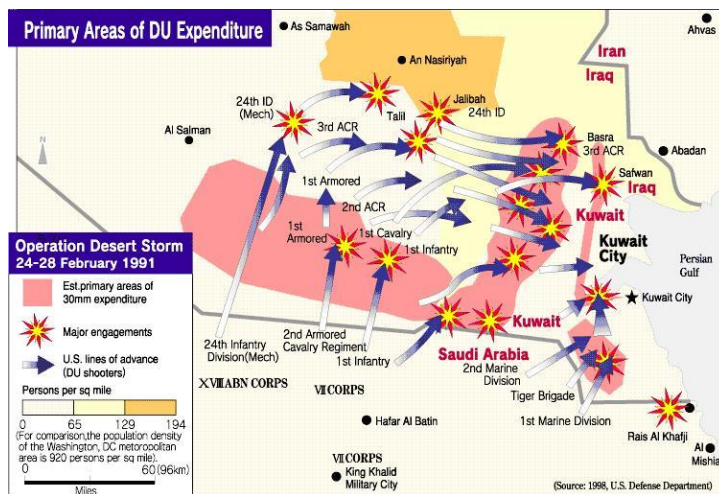 Primary Areas of DU Expenditure
As Samawah
Ahvas
An Nasiriyah
Iran
Iraq
24th ID
(Mech)
Talil
Jalibah
24th ID
3rd ACR
Al Salman
Basra
3rd ACR
Abadan
N
1st Armored
Safwan
Iraq
2nd ACR
Kuwait
1st
Armored
1st Cavalry
1st Infantry
Kuwait
City
Persian
Gulf
Kuwait City
Operation Desert Storm
24-28 February 1991
Est.primary areas of
30mm expenditure
Major engagements
U.S. lines of advance
(DU shooters)
Persons per sq mile
0 65 129 194
(For comparison,the population density
of the Washington, DC metoropolitan
area is 920 persons per sq mile).
0 60 (96km)
Miles
24th Infantry
Division(Mech)
2nd Armored
Cavalry Regiment
1st Infantry
Kuwait
Saudi Arabia
2nd Marine
Division
Tiger Brigade
1st Marine Division
XVIIIABN CORPS
VII CORPS
Hafar Al Batin
VII CORPS
King Khalid
Military City
Rais Al Khafji
Al
Mishia
(Source: 1998, U.S. Defense Department)